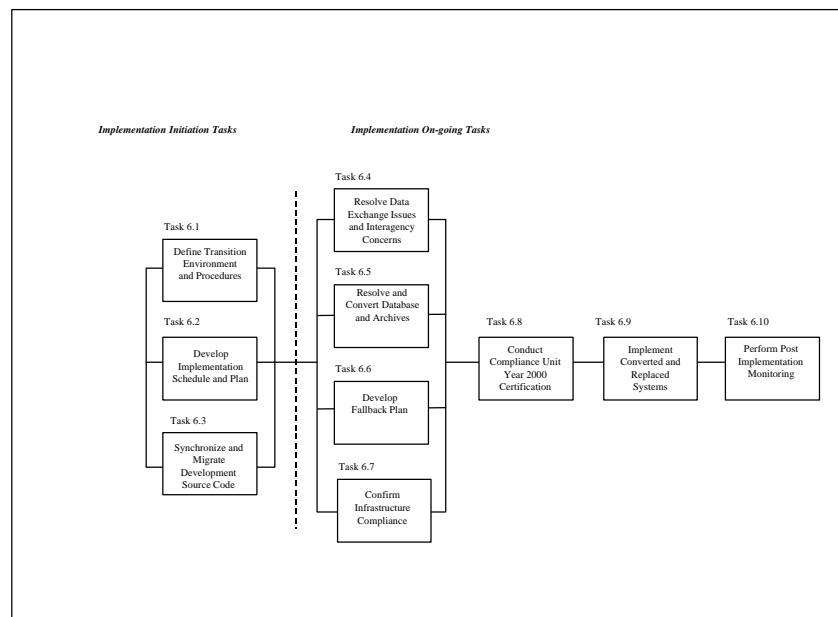 Implementation Initiation Tasks
Implementation On-going Tasks
Task 6.1
Define Transition
Environment
and Procedures
Task 6.2
Develop
Implementation
Schedule and Plan
Task 6.3
Synchronize and
Migrate
Development
Source Code
Task 6.4
Resolve Data
Exchange Issues
and Interagency
Concerns
Task 6.5
Resolve and
Convert Database
and Archives
Task 6.6
Develop
Fallback Plan
Task 6.7
Confirm
Infrastructure
Compliance
Task 6.8
Conduct
Compliance Unit
Year 2000
Certification
Task 6.9
Implement
Converted and
Replaced
Systems
Task 6.10
Perform Post
Implementation
Monitoring